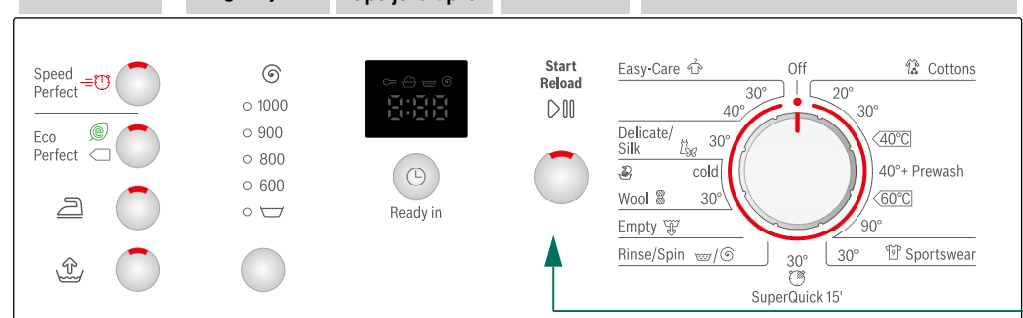 Speed
Perfect
Eco
Perfect
1000
900
800
600
8:88
Ready in
Start
Reload
Easy-Care
Off
Cottons
30°
20°
40°
30°
Delicate/
Silk
30°
40°C
cold
40°+ Prewash
Wool
30°
60°C
Empty
90°
Rinse/Spin
/
30°
30°
Sportswear
SuperQuick 15'